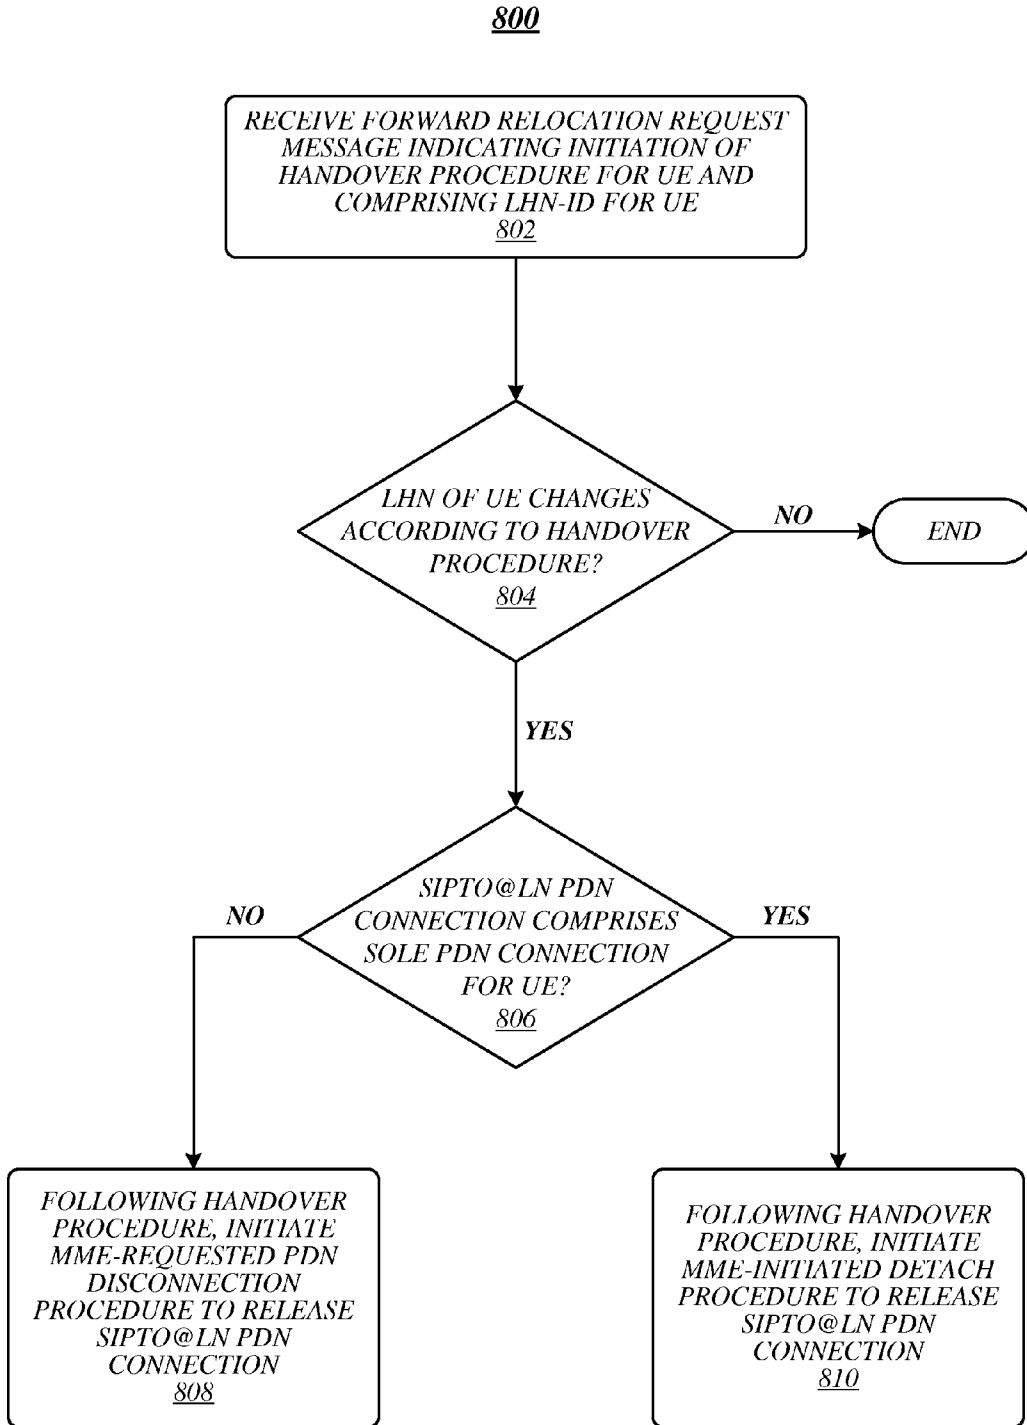 800
RECEIVE FORWARD RELOCATION REQUEST
MESSAGE INDICATING INITIATION OF
HANDOVER PROCEDURE FOR UE AND
COMPRISING LHN-ID FOR UE
802
LHN OF UE CHANGES
ACCORDING TO HANDOVER
PROCEDURE?
804
NO
END
YES
SIPTO@LN PDN
CONNECTION COMPRISES
SOLE PDN CONNECTION
FOR UE?
806
NO
YES
FOLLOWING HANDOVER
PROCEDURE, INITIATE
MME-REQUESTED PDN
DISCONNECTION
PROCEDURE TO RELEASE
SIPTO@LN PDN
CONNECTION
808
FOLLOWING HANDOVER
PROCEDURE, INITIATE
MME-INITIATED DETACH
PROCEDURE TO RELEASE
SIPTO@LN PDN
CONNECTION
810